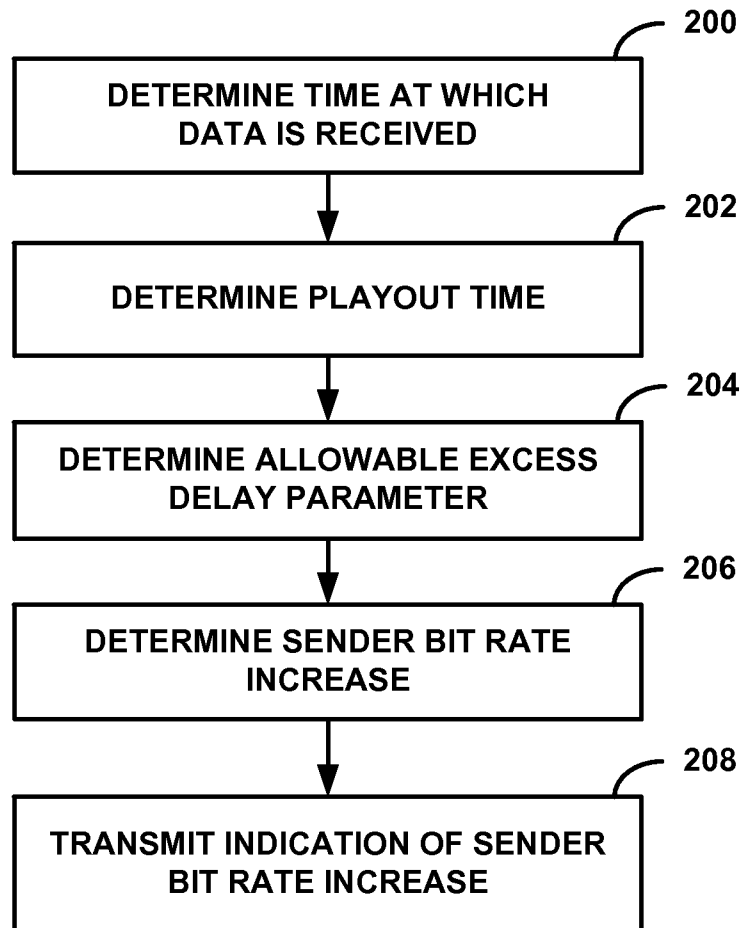 200
DETERMINE TIME AT WHICH
DATA IS RECEIVED
202
DETERMINE PLAYOUT TIME
204
DETERMINE ALLOWABLE EXCESS
DELAY PARAMETER
206
DETERMINE SENDER BIT RATE
INCREASE
208
TRANSMIT INDICATION OF SENDER
BIT RATE INCREASE